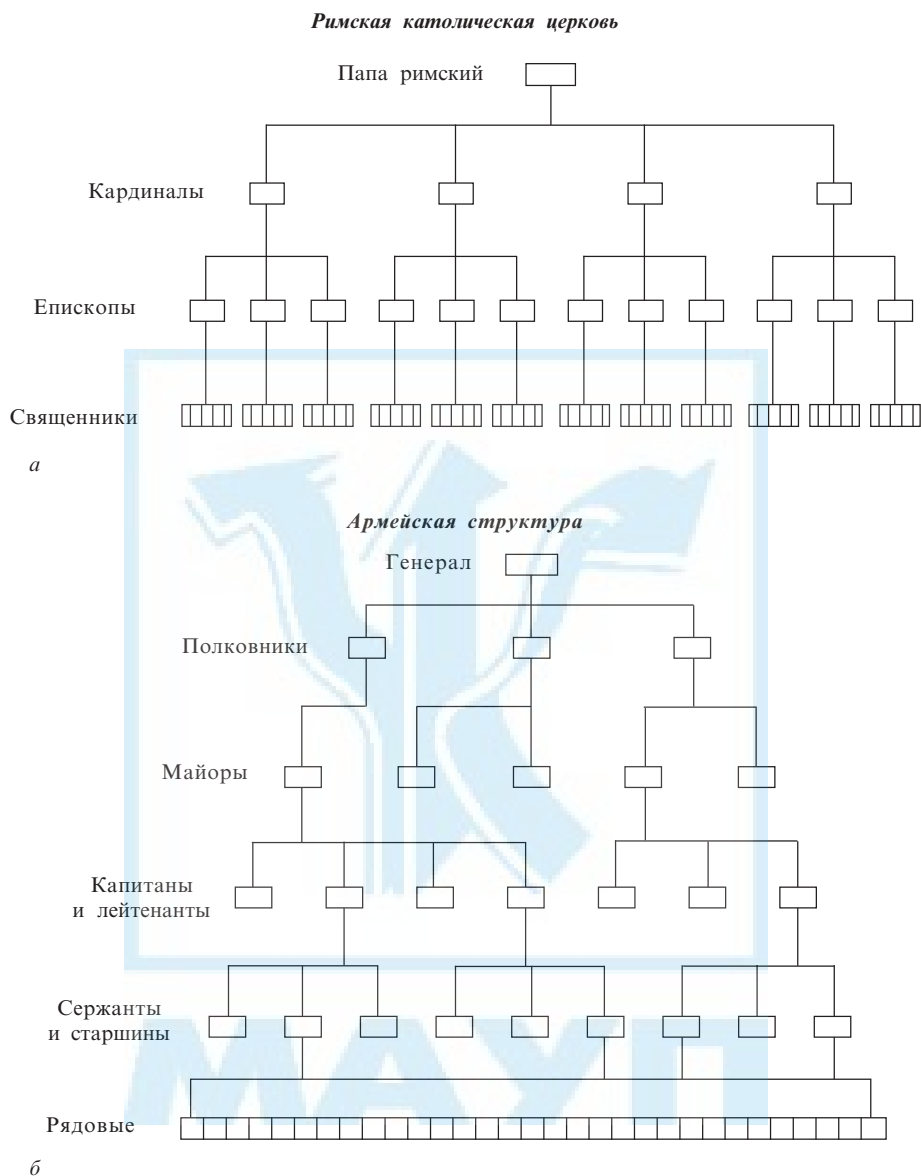 Римская католическая церковь
Папа римский
Кардиналы
Епископы
Священники
а
Армейская структура
Генерал
Полковники
Майоры
Капитаны
и лейтенанты
Сержанты
и старшины
МАУП
Рядовые
б